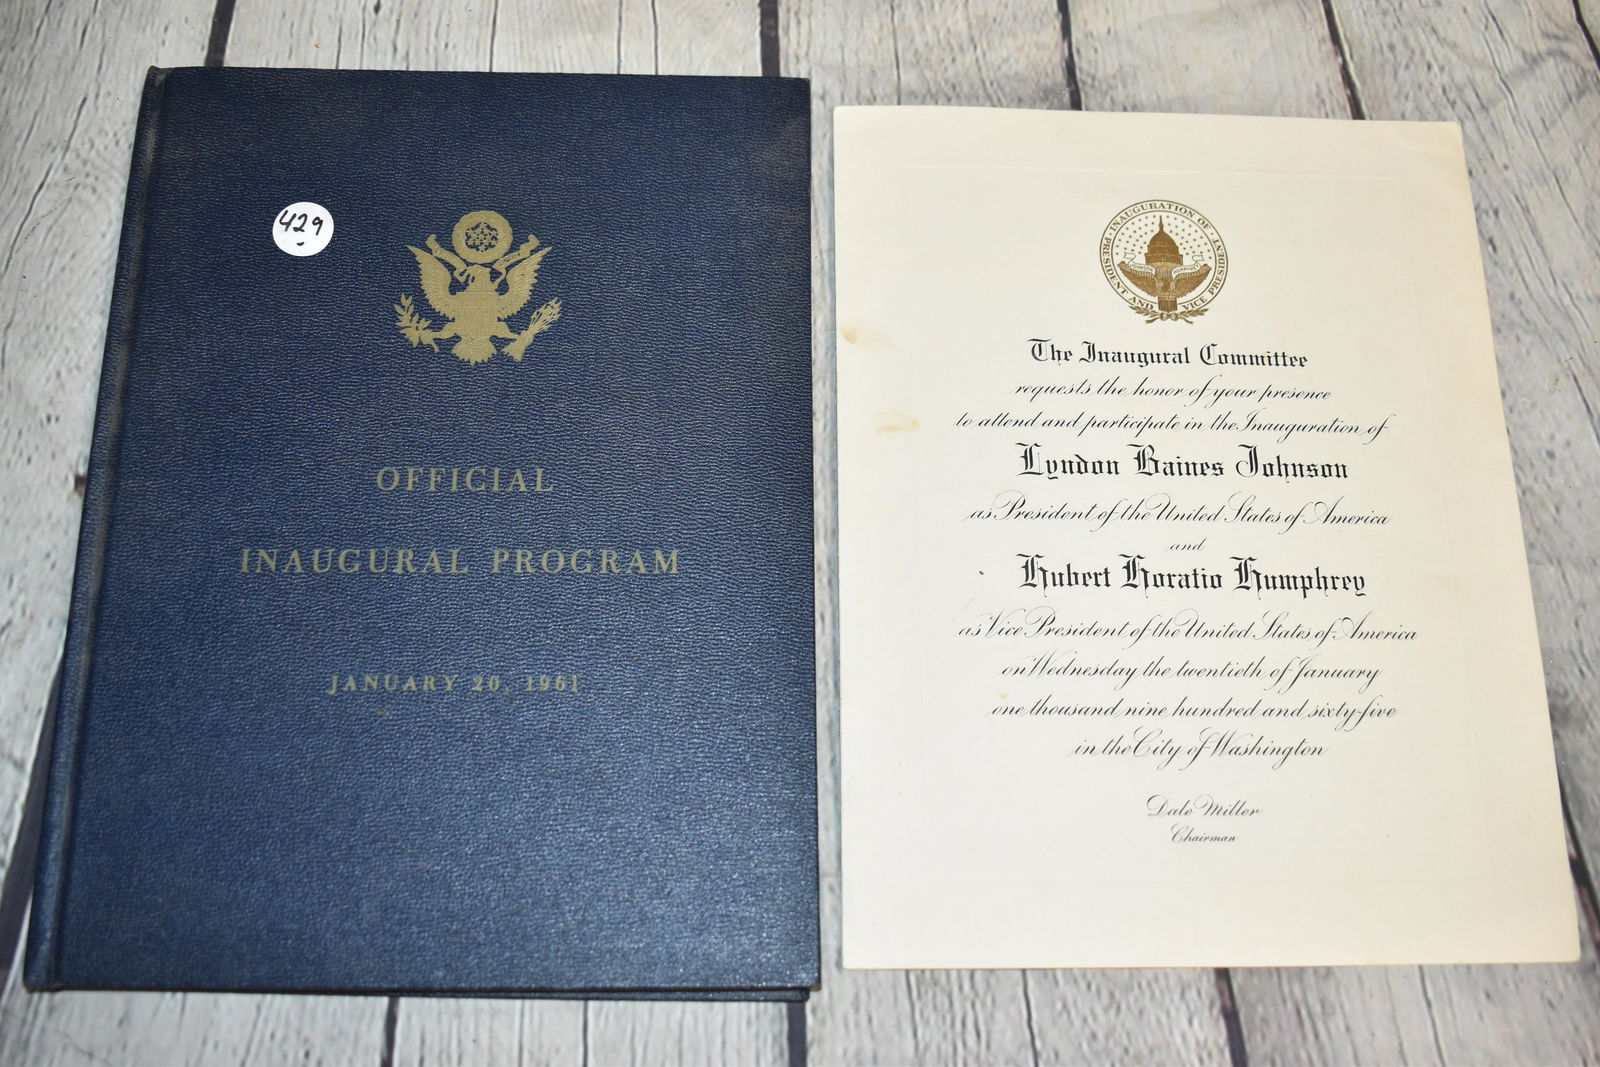 429
OFFICIAL
INAUGURAL PROGRAM
JANUARY 20, 1961
INAUGURATION OF
PRESIDENT AND VICE PRESIDENT
The Inaugural Committee
requests the honor of your presence
to attend and participate in the Inauguration of
Lyndon Baines Johnson
as President of the United States of America
and
Hubert Horatio Humphrey
as Vice President of the United States of America
on Wednesday the twentieth of January
one thousand nine hundred and sixty-five
in the City of Washington
Dale Miller
Chairman